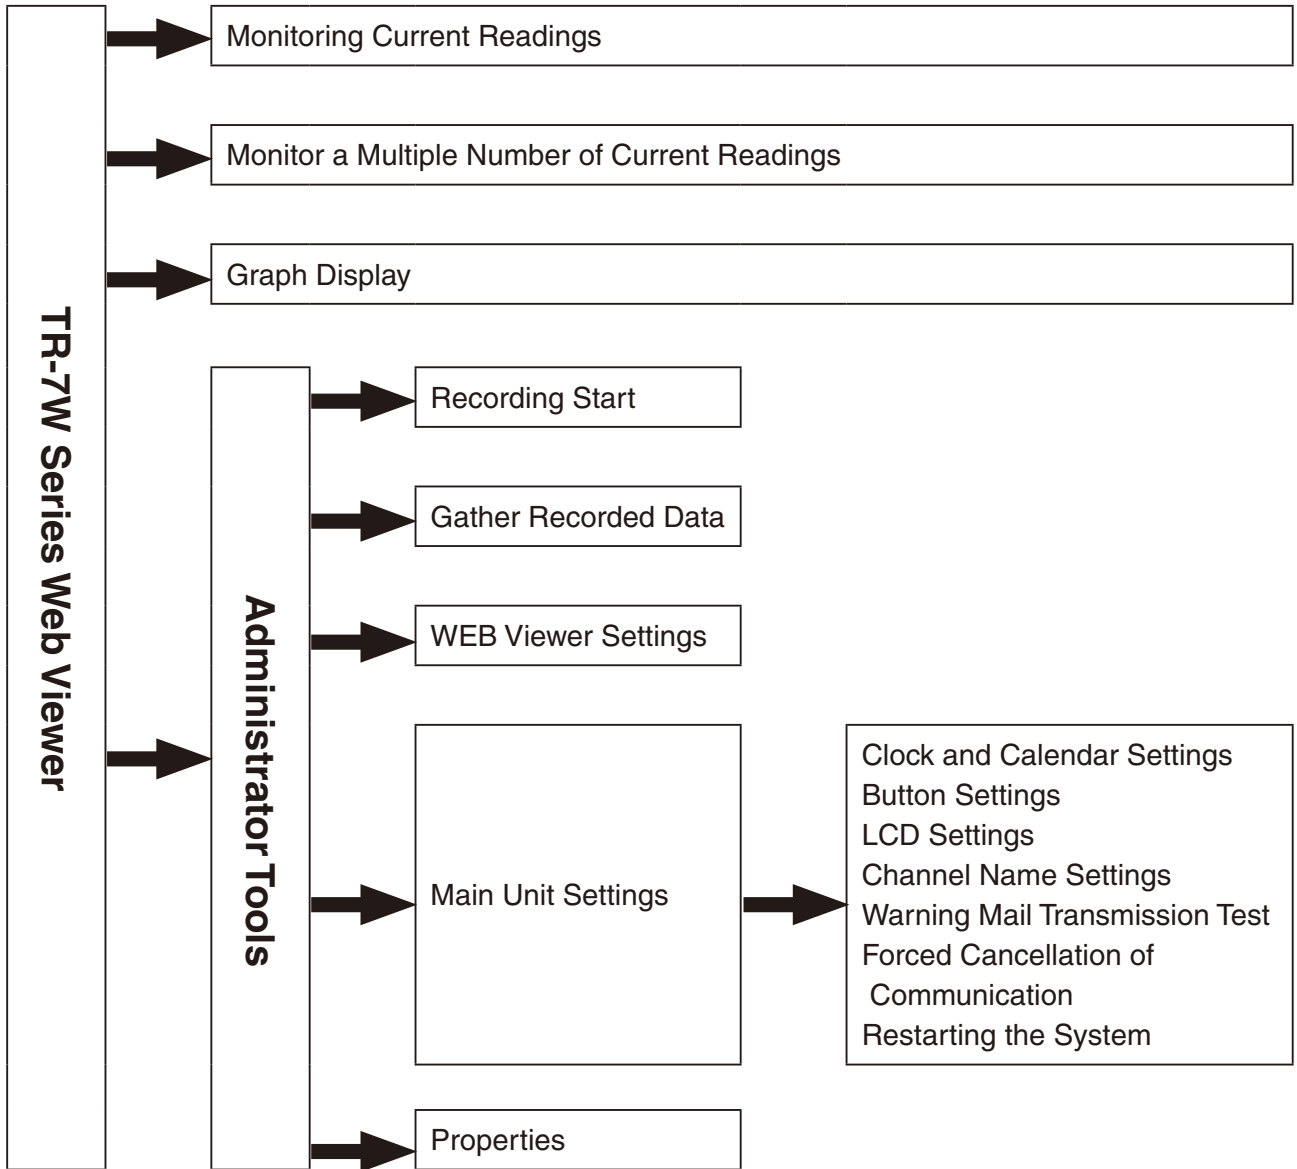 TR-7W Series Web Viewer
Monitoring Current Readings
Monitor a Multiple Number of Current Readings
Graph Display
Administrator Tools
Recording Start
Gather Recorded Data
WEB Viewer Settings
Main Unit Settings
Clock and Calendar Settings
Button Settings
LCD Settings
Channel Name Settings
Warning Mail Transmission Test
Forced Cancellation of
Communication
Restarting the System
Properties